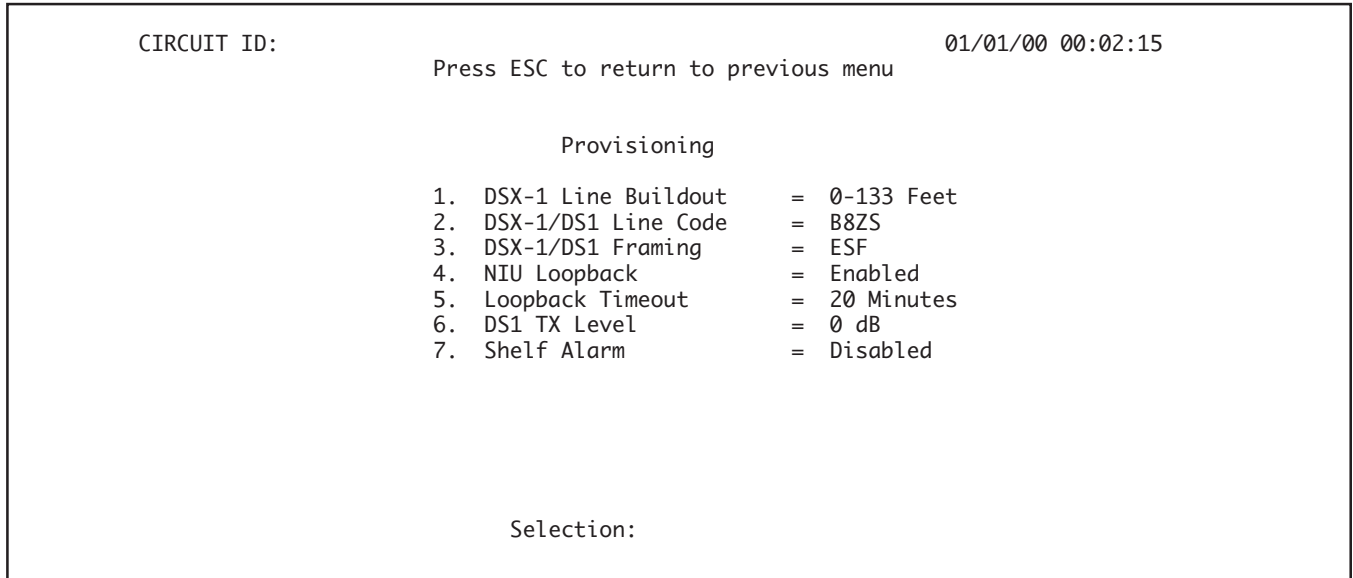 CIRCUIT ID: 01/01/00 00:02:15
Press ESC to return to previous menu
Provisioning
1. DSX-1 Line Buildout = 0-133 Feet
2. DSX-1/DS1 Line Code = B8ZS
3. DSX-1/DS1 Framing = ESF
4. NIU Loopback = Enabled
5. Loopback Timeout = 20 Minutes
6. DS1 TX Level = 0 dB
7. Shelf Alarm = Disabled
Selection: